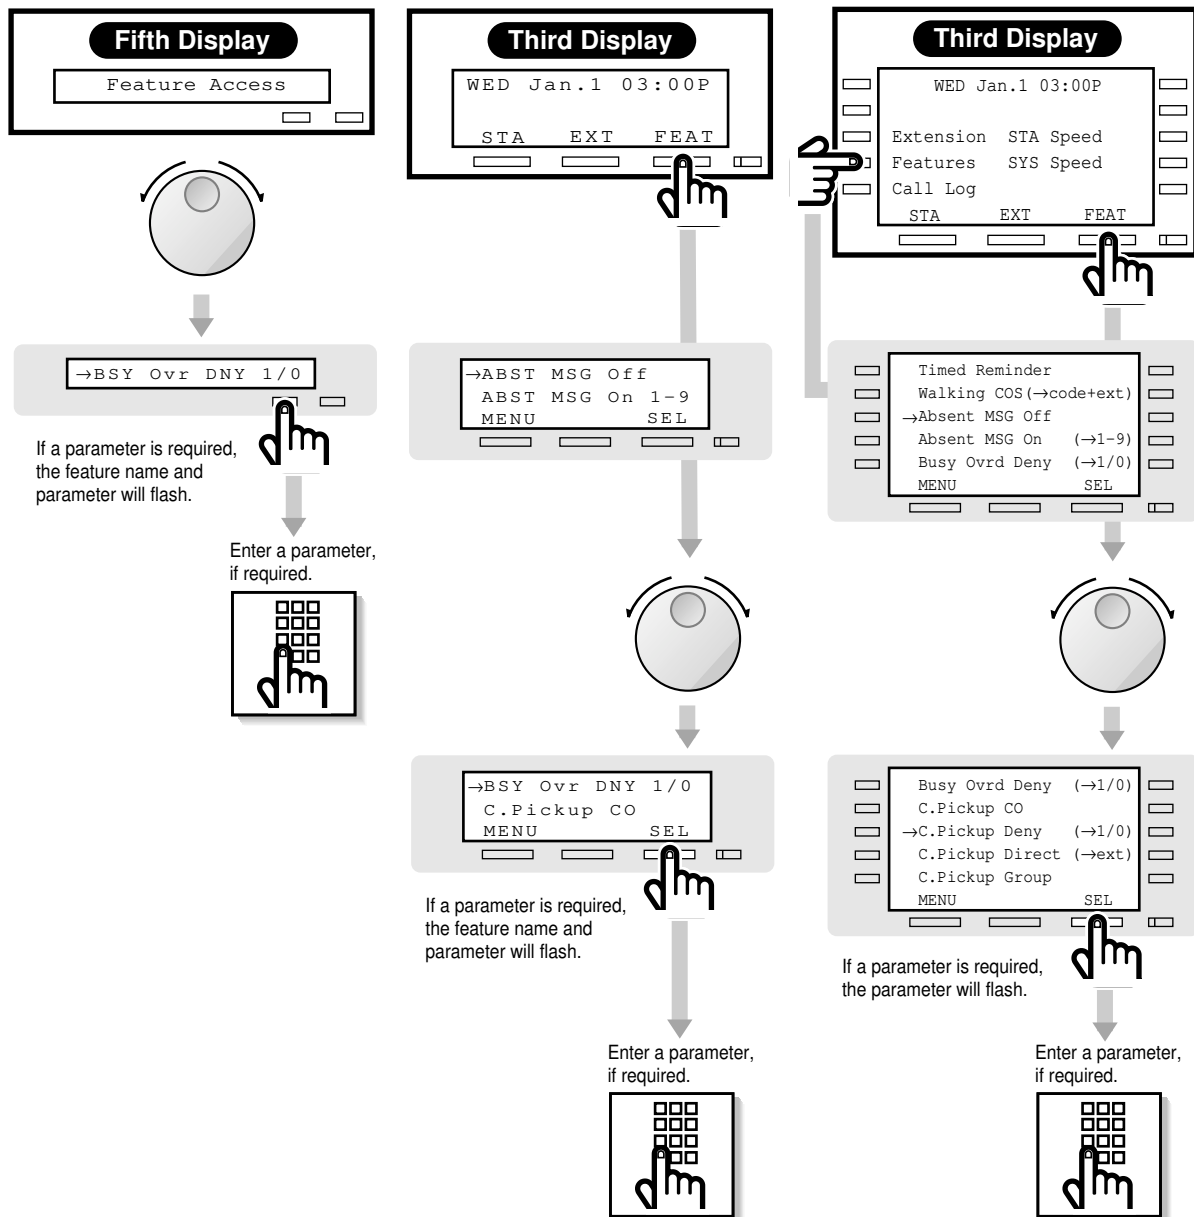 Fifth Display
Feature Access
→BSY Ovr DNY 1/0
If a parameter is required,
the feature name and
parameter will flash.
Enter a parameter,
if required.
Third Display
WED Jan.1 03:00P
STA EXT FEAT
→ABST MSG Off
ABST MSG On 1-9
MENU SEL
→BSY Ovr DNY 1/0
C.Pickup CO
MENU SEL
If a parameter is required,
the feature name and
parameter will flash.
Enter a parameter,
if required.
Third Display
WED Jan.1 03:00P
Extension STA Speed
Features SYS Speed
Call Log
STA EXT FEAT
Timed Reminder
Walking COS(→code+ext)
→Absent MSG Off
Absent MSG On (→1-9)
Busy Ovrd Deny (→1/0)
MENU SEL
Busy Ovrd Deny (→1/0)
C.Pickup CO
→C.Pickup Deny (→1/0)
C.Pickup Direct (→ext)
C.Pickup Group
MENU SEL
If a parameter is required,
the parameter will flash.
Enter a parameter,
if required.